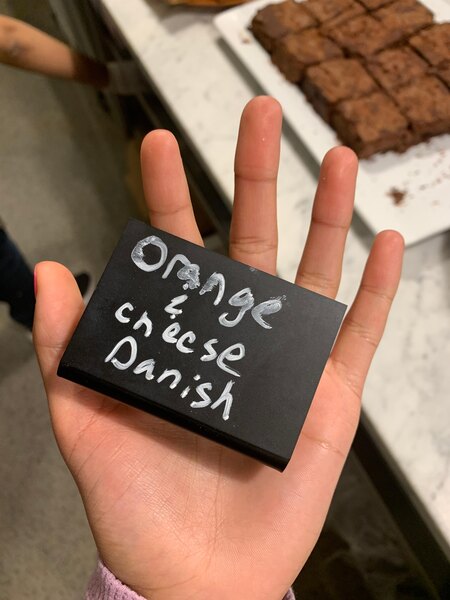 Orange
&
cheese
Danish